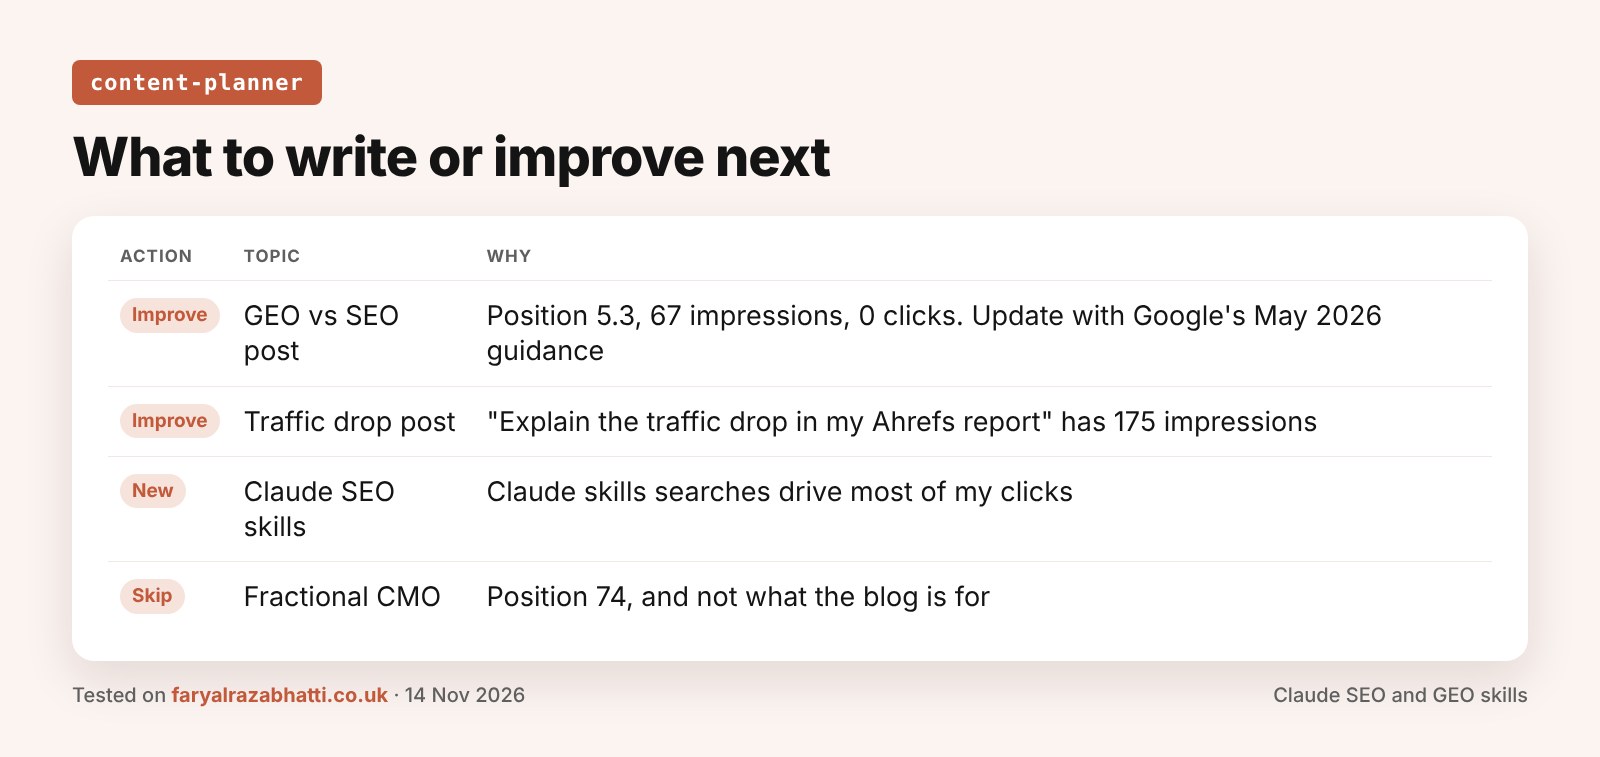 content-planner
What to write or improve next
ACTION TOPIC WHY
Improve GEO vs SEO Position 5.3, 67 impressions, 0 clicks. Update with Google's May 2026
post guidance
Improve Traffic drop post "Explain the traffic drop in my Ahrefs report" has 175 impressions
New Claude SEO Claude skills searches drive most of my clicks
skills
Skip Fractional CMO Position 74, and not what the blog is for
Tested on faryalrazabhatti.co.uk · 14 Nov 2026 Claude SEO and GEO skills